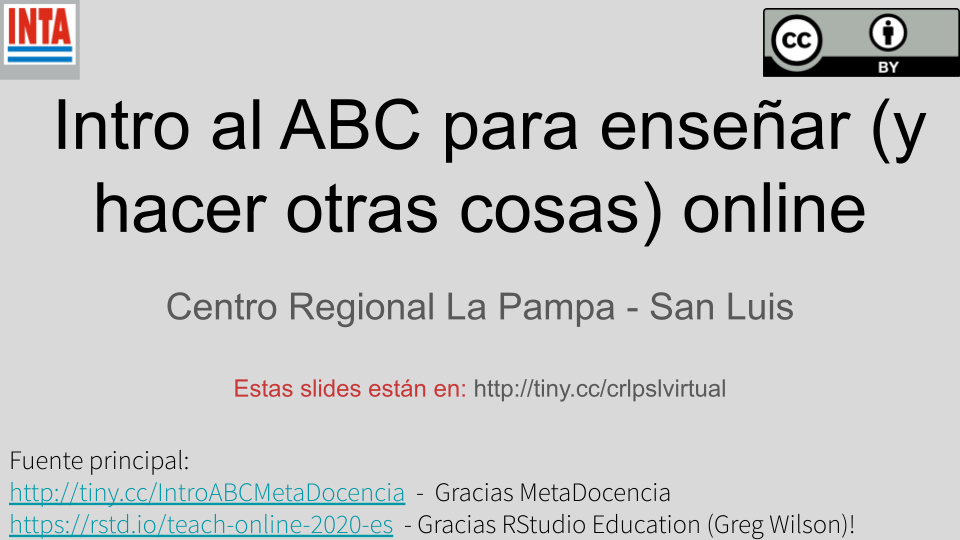 INTA
cc
BY
Intro al ABC para enseñar (y
hacer otras cosas) online
Centro Regional La Pampa - San Luis
Estas slides están en: http://tiny.cc/crlpslvirtual
Fuente principal:
http://tiny.cc/IntroABCMetaDocencia - Gracias MetaDocencia
https://rstd.io/teach-online-2020-es - Gracias RStudio Education (Greg Wilson)!